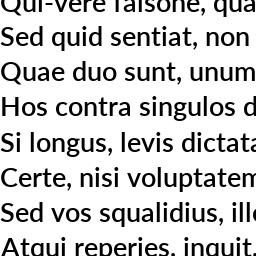 Qui-vere falsone, qua
Sed quid sentiat, non
Quae duo sunt, unum
Hos contra singulos d
Si longus, levis dictata
Certe, nisi voluptatem
Sed vos squalidius, ill
Atqui reperies, inquit,